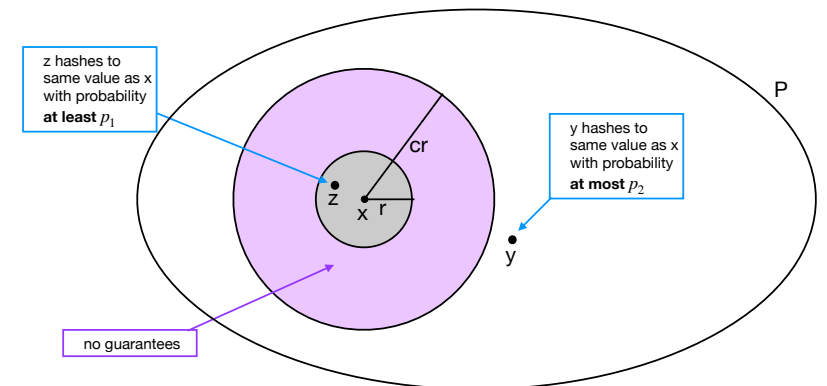 z hashes to
same value as x
with probability
at least p₁
P
y hashes to
same value as x
with probability
at most p₂
cr
z
x
r
y
no guarantees